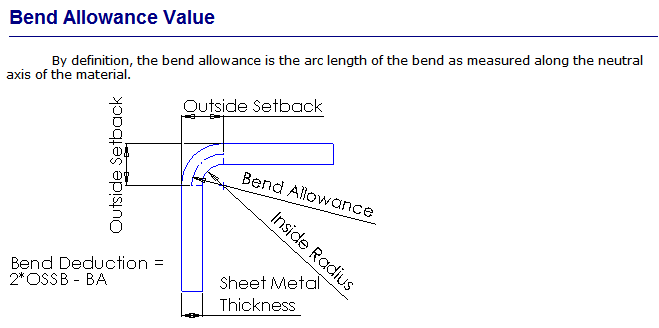 Bend Allowance Value
By definition, the bend allowance is the arc length of the bend as measured along the neutral
axis of the material.
Outside Setback
Outside Setback
Bend Allowance
Inside Radius
Bend Deduction =
2*OSSB - BA
Sheet Metal
Thickness